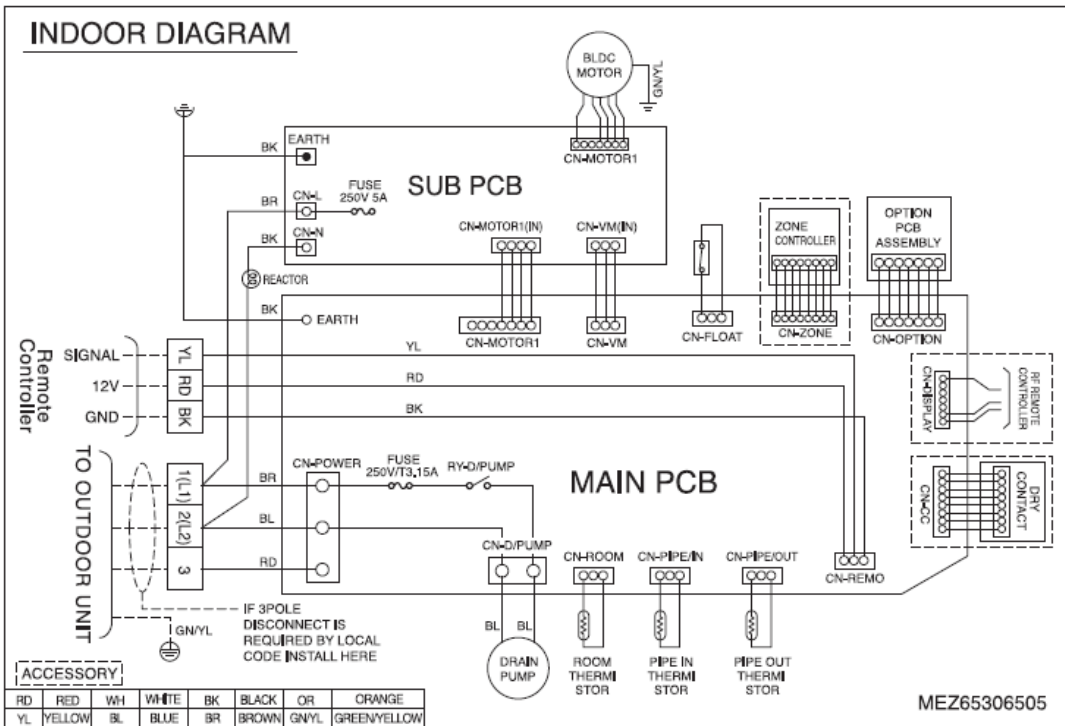 INDOOR DIAGRAM
BLDC
MOTOR
GN/YL
CN-MOTOR1
EARTH
BK
SUB PCB
CN-L
BR
FUSE
250V 5A
CN-N
BK
REACTOR
CN-MOTOR1(IN)
CN-VM(IN)
ZONE
CONTROLLER
OPTION
PCB
ASSEMBLY
BK
EARTH
CN-MOTOR1
CN-VM
CN-FLOAT
CN-ZONE
CN-OPTION
Remote
Controller
SIGNAL
YL
YL
12V
RD
RD
GND
BK
BK
CN-DISPLAY
RF REMOTE
CONTROLLER
TO OUTDOOR UNIT
1(L1)
2(L2)
3
CN-POWER
BR
BL
RD
FUSE
250V/T3.15A
RY-D/PUMP
MAIN PCB
CN-CC
DRY
CONTACT
CN-D/PUMP
CN-ROOM
CN-PIPE/IN
CN-PIPE/OUT
CN-REMO
GN/YL
IF 3POLE
DISCONNECT IS
REQUIRED BY LOCAL
CODE INSTALL HERE
BL
BL
DRAIN
PUMP
ROOM
THERMI
STOR
PIPE IN
THERMI
STOR
PIPE OUT
THERMI
STOR
ACCESSORY
RD RED WH WHITE BK BLACK OR ORANGE
YL YELLOW BL BLUE BR BROWN GN/YL GREEN/YELLOW
MEZ65306505